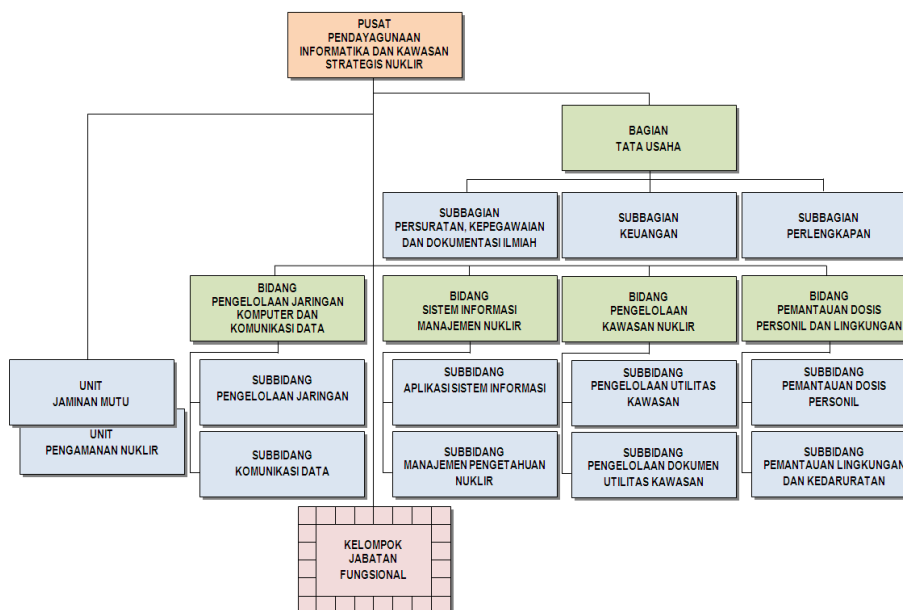 PUSAT
PENDAYAGUNAAN
INFORMATIKA DAN KAWASAN
STRATEGIS NUKLIR
BAGIAN
TATA USAHA
SUBBAGIAN
PERSURATAN, KEPEGAWAIAN
DAN DOKUMENTASI ILMIAH
SUBBAGIAN
KEUANGAN
SUBBAGIAN
PERLENGKAPAN
BIDANG
PENGELOLAAN JARINGAN
KOMPUTER DAN
KOMUNIKASI DATA
BIDANG
SISTEM INFORMASI
MANAJEMEN NUKLIR
BIDANG
PENGELOLAAN
KAWASAN NUKLIR
BIDANG
PEMANTAUAN DOSIS
PERSONIL DAN LINGKUNGAN
UNIT
JAMINAN MUTU
SUBBIDANG
PENGELOLAAN JARINGAN
SUBBIDANG
APLIKASI SISTEM INFORMASI
SUBBIDANG
PENGELOLAAN UTILITAS
KAWASAN
SUBBIDANG
PEMANTAUAN DOSIS
PERSONIL
UNIT
PENGAMANAN NUKLIR
SUBBIDANG
KOMUNIKASI DATA
SUBBIDANG
MANAJEMEN PENGETAHUAN
NUKLIR
SUBBIDANG
PENGELOLAAN DOKUMEN
UTILITAS KAWASAN
SUBBIDANG
PEMANTAUAN LINGKUNGAN
DAN KEDARURATAN
KELOMPOK
JABATAN
FUNGSIONAL